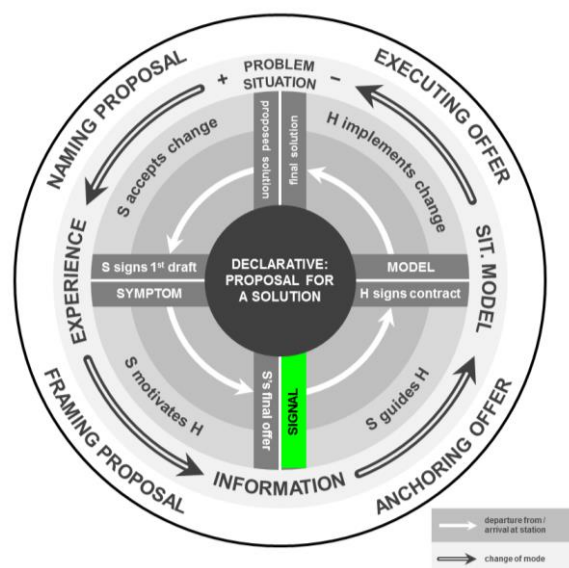 NAMING PROPOSAL
EXECUTING OFFER
+ PROBLEM –
SITUATION
S accepts change
proposed solution
final solution
H implements change
EXPERIENCE
S signs 1st draft
SYMPTOM
DECLARATIVE:
PROPOSAL FOR
A SOLUTION
MODEL
H signs contract
SIT. MODEL
S motivates H
S's final offer
SIGNAL
S guides H
INFORMATION
FRAMING PROPOSAL
ANCHORING OFFER
departure from /
arrival at station
change of mode